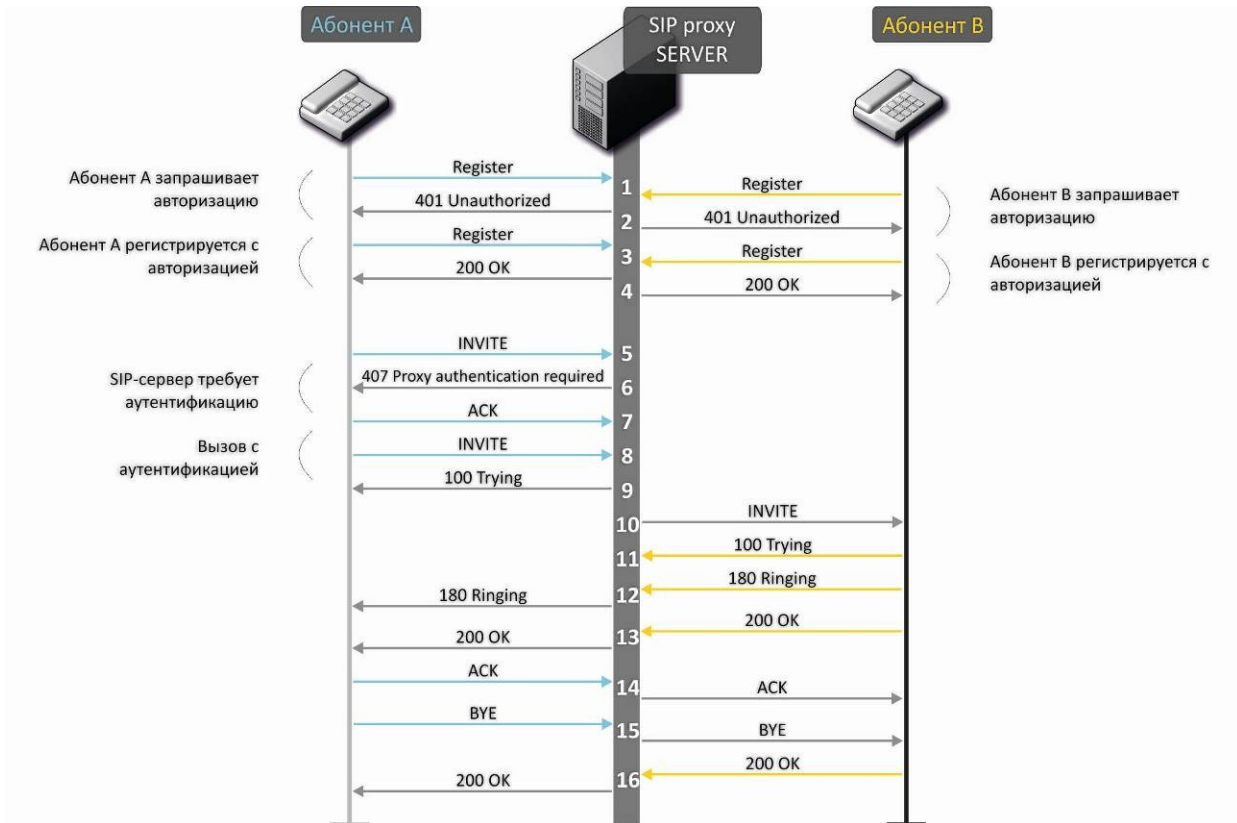 Абонент А
SIP proxy
SERVER
Абонент В
Абонент А запрашивает
авторизацию
Register
1
Register
Абонент В запрашивает
авторизацию
401 Unauthorized
2
401 Unauthorized
Абонент А регистрируется с
авторизацией
Register
3
Register
Абонент В регистрируется с
авторизацией
200 OK
4
200 OK
INVITE
5
SIP-сервер требует
аутентификацию
407 Proxy authentication required
6
ACK
7
Вызов с
аутентификацией
INVITE
8
100 Trying
9
INVITE
10
100 Trying
11
180 Ringing
12
180 Ringing
200 OK
13
200 OK
ACK
14
ACK
BYE
15
BYE
200 OK
16
200 OK